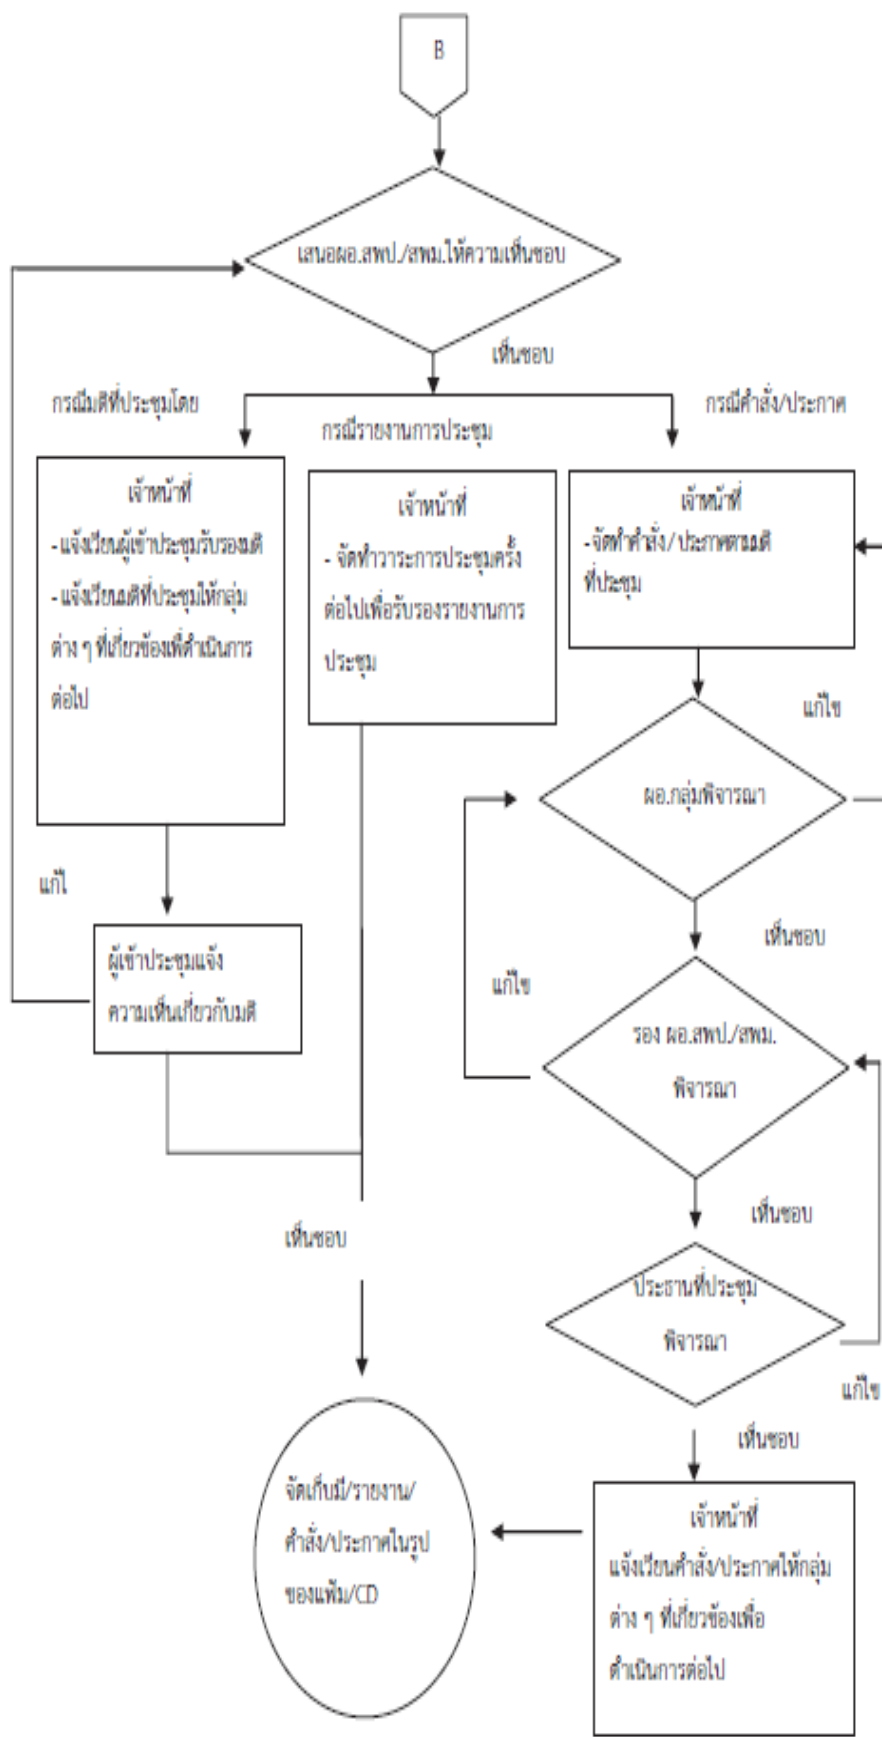 B
เสนอผอ.สพป./สพม.ให้ความเห็นชอบ
เห็นชอบ
กรณีมติที่ประชุมโดย
กรณีรายงานการประชุม
กรณีคำสั่ง/ประกาศ
เจ้าหน้าที่
- แจ้งเวียนผู้เข้าประชุมรับรองมติ
- แจ้งเวียนมติที่ประชุมให้กลุ่ม
ต่าง ๆ ที่เกี่ยวข้องเพื่ดำเนินการ
ต่อไป
เจ้าหน้าที่
- จัดทำวาระการประชุมครั้ง
ต่อไปเพื่อรับรองรายงานการ
ประชุม
เจ้าหน้าที่
- จัดทำคำสั่ง/ ประกาศตามมติ
ที่ประชุม
แก้ไข
ผอ.กลุ่มพิจารณา
แก้ไ
เห็นชอบ
ผู้เข้าประชุมแจ้ง
ความเห็นเกี่ยวกับมติ
แก้ไข
รอง ผอ.สพป./สพม.
พิจารณา
เห็นชอบ
เห็นชอบ
ประธานที่ประชุม
พิจารณา
แก้ไข
เห็นชอบ
จัดเก็บมี/รายงาน/
คำสั่ง/ประกาศในรูป
ของแฟ้ม/CD
เจ้าหน้าที่
แจ้งเวียนคำสั่ง/ประกาศให้กลุ่ม
ต่าง ๆ ที่เกี่ยวข้องเพื่อ
ดำเนินการต่อไป